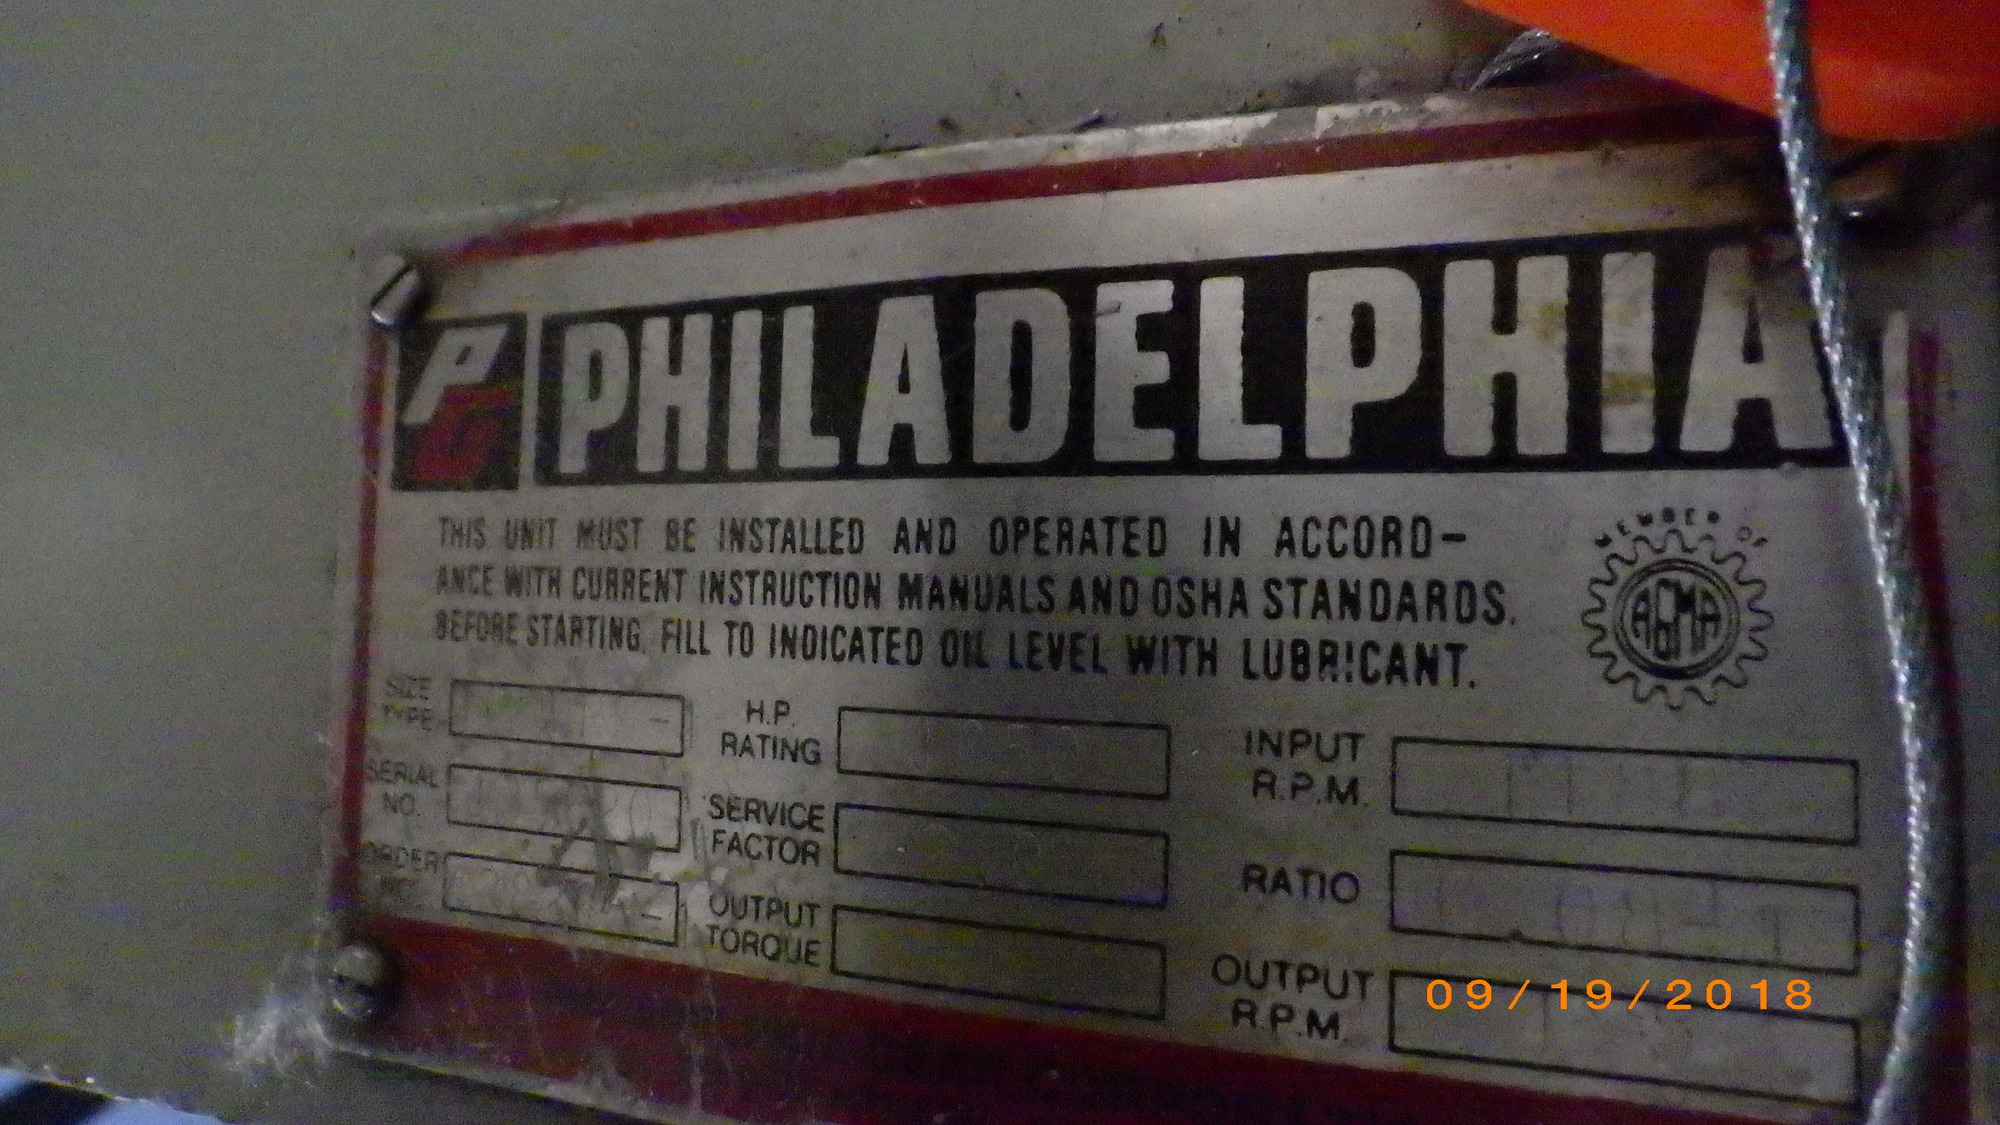 PG PHILADELPHIA
THIS UNIT MUST BE INSTALLED AND OPERATED IN ACCORD-
ANCE WITH CURRENT INSTRUCTION MANUALS AND OSHA STANDARDS.
BEFORE STARTING, FILL TO INDICATED OIL LEVEL WITH LUBRICANT.
MEMBER OF
AGMA
SIZE
TYPE
H.P.
RATING
INPUT
R.P.M.
SERIAL
NO.
SERVICE
FACTOR
RATIO
ORDER
NO.
OUTPUT
TORQUE
OUTPUT
R.P.M.
09/19/2018